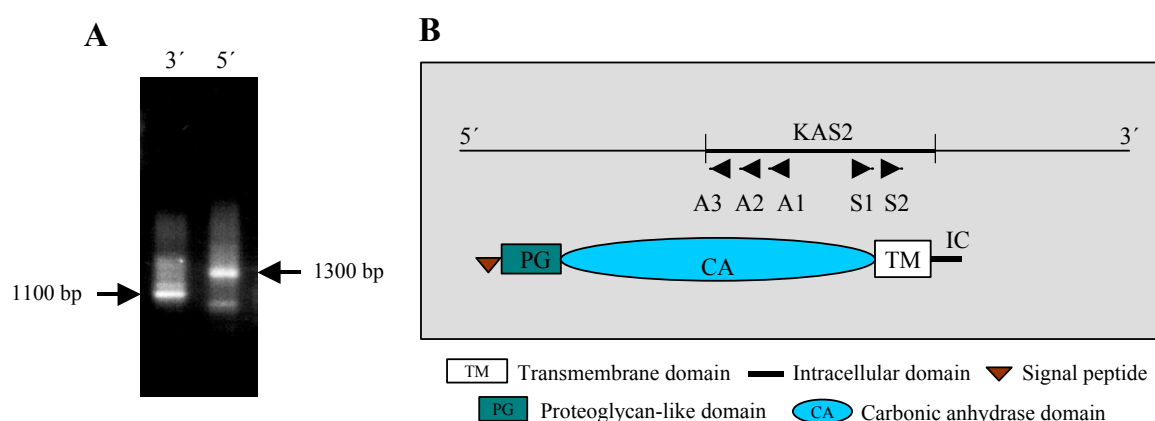 A
3´ 5´
1300 bp
1100 bp
B
5´ KAS2 3´
A3 A2 A1 S1 S2
IC
PG CA TM
TM Transmembrane domain Intracellular domain Signal peptide
PG Proteoglycan-like domain CA Carbonic anhydrase domain